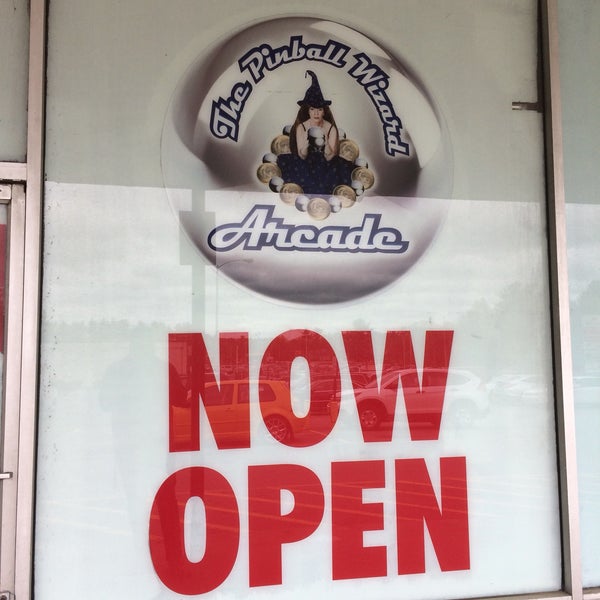 The Pinball Wizard
Arcade
NOW
OPEN